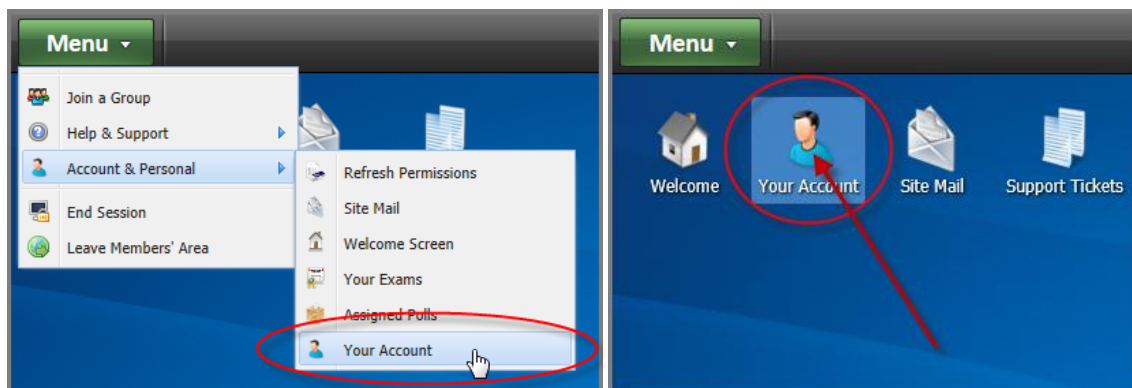 Menu
Join a Group
Help & Support
Account & Personal
End Session
Leave Members' Area
Refresh Permissions
Site Mail
Welcome Screen
Your Exams
Assigned Polls
Your Account
Menu
Welcome
Your Account
Site Mail
Support Tickets